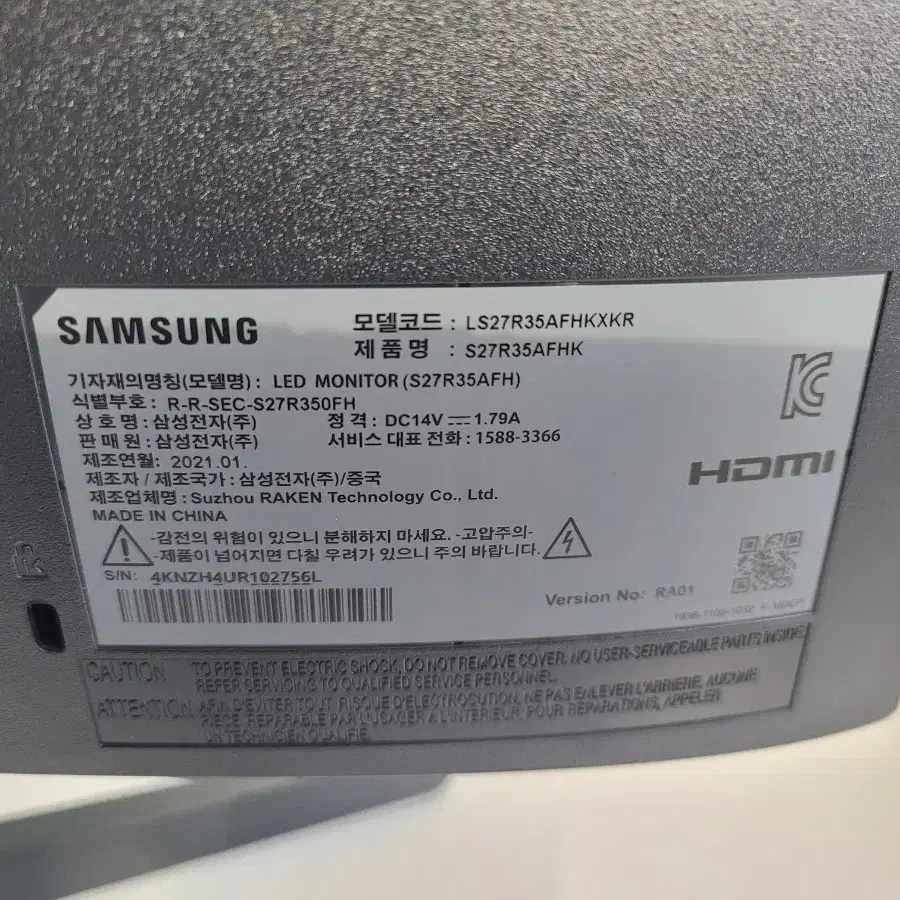 SAMSUNG
모델코드 : LS27R35AFHKXKR
제 품 명 : S27R35AFHK
기자재의명칭(모델명) : LED MONITOR (S27R35AFH)
식별부호 : R-R-SEC-S27R350FH
상 호 명 : 삼성전자(주) 정 격 : DC14V ⎓ 1.79A
판 매 원 : 삼성전자(주) 서비스 대표 전화 : 1588-3366
제조연월: 2021.01.
제조자 / 제조국가 : 삼성전자(주)/중국
제조업체명 : Suzhou RAKEN Technology Co., Ltd.
MADE IN CHINA
HDMI
-감전의 위험이 있으니 분해하지 마세요. -고압주의-
-제품이 넘어지면 다칠 우려가 있으니 주의 바랍니다.
S/N: 4KNZH4UR102756L
Version No: RA01
CAUTION TO PREVENT ELECTRIC SHOCK, DO NOT REMOVE COVER. NO USER-SERVICEABLE PARTS INSIDE.
REFER SERVICING TO QUALIFIED SERVICE PERSONNEL.
ATTENTION AFIN D'EVITER TOUT RISQUE D'ELECTROCUTION, NE PAS ENLEVER L'ARRIERE, AUCUNE
PIECE REPARABLE PAR L'USAGER A L'INTERIEUR POUR REPARATIONS, APPELER
UN TECHNICIEN QUALIFIE